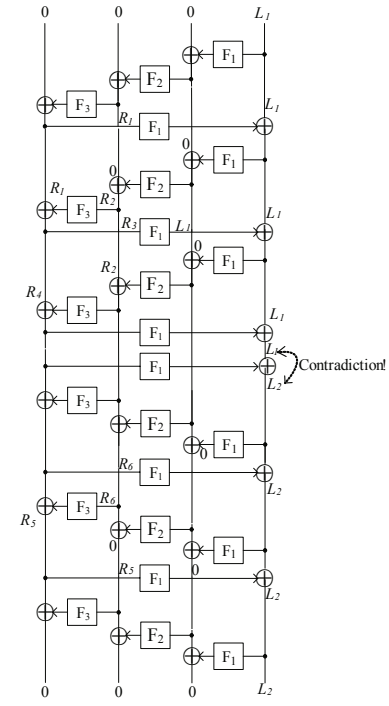 0 0 0 L1
F1
F2
F3 L1
R1 F1
0 F1
0 F2
R1 F3 R2 L1
R3 F1 L1
0 F1
R2 F2
R4 F3 L1
F1
F1 L1 Contradiction!
L2
F3
F2
0 F1
R6 F1
F3 R6 L2
R5
0 F2
F1
R5 F1 0
L2
F3
F2
F1
0 0 0 L2